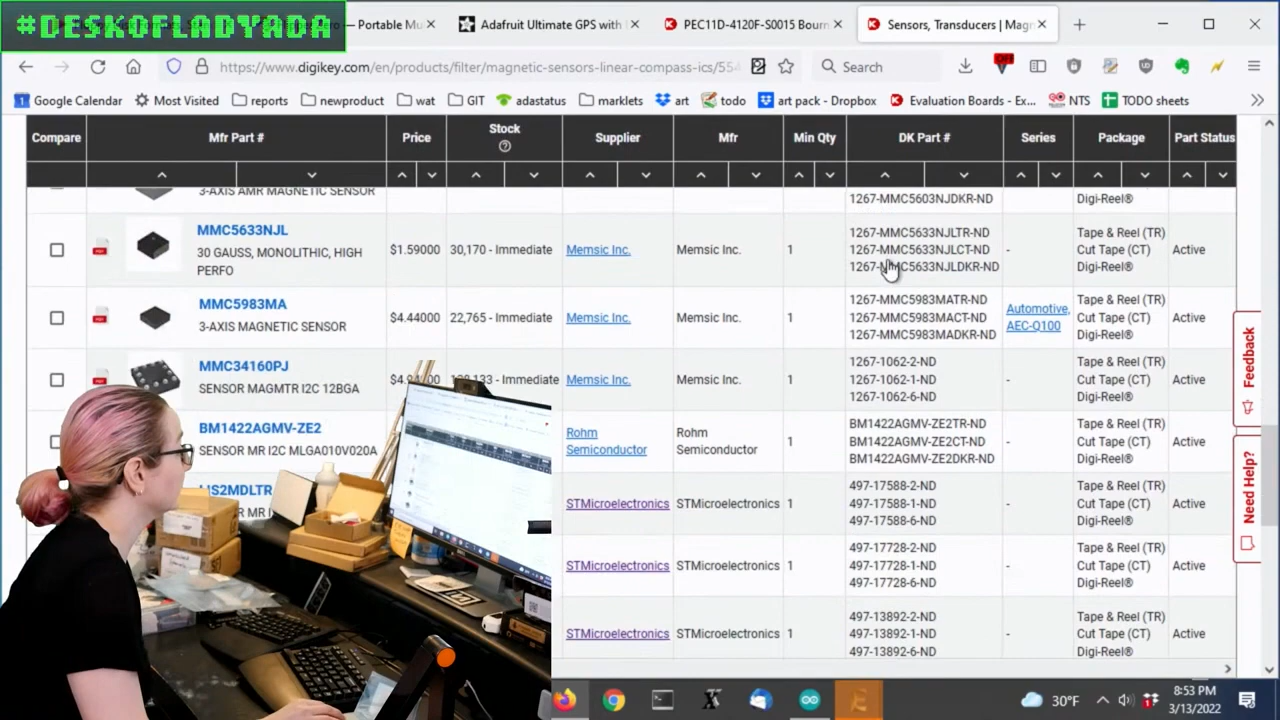 #DESKOFLADYADA
— Portable Mu
Adafruit Ultimate GPS with
PEC11D-4120F-S0015 Bourn
Sensors, Transducers | Magn
https://www.digikey.com/en/products/filter/magnetic-sensors-linear-compass-ics/554
Search
OFF
Google Calendar
Most Visited
reports
newproduct
wat
GIT
adastatus
marklets
art
todo
art pack - Dropbox
Evaluation Boards - Ex...
NTS
TODO sheets
Compare
Mfr Part #
Price
Stock
Supplier
Mfr
Min Qty
DK Part #
Series
Package
Part Status
3-AXIS AMR MAGNETIC SENSOR
1267-MMC5603NJDKR-ND
Digi-Reel®
MMC5633NJL
30 GAUSS, MONOLITHIC, HIGH
PERFO
$1.59000
30,170 - Immediate
Memsic Inc.
Memsic Inc.
1
1267-MMC5633NJLTR-ND
1267-MMC5633NJLCT-ND
1267-MMC5633NJLDKR-ND
-
Tape & Reel (TR)
Cut Tape (CT)
Digi-Reel®
Active
MMC5983MA
3-AXIS MAGNETIC SENSOR
$4.44000
22,765 - Immediate
Memsic Inc.
Memsic Inc.
1
1267-MMC5983MATR-ND
1267-MMC5983MACT-ND
1267-MMC5983MADKR-ND
Automotive,
AEC-Q100
Tape & Reel (TR)
Cut Tape (CT)
Digi-Reel®
Active
MMC34160PJ
SENSOR MAGMTR I2C 12BGA
- Immediate
Memsic Inc.
Memsic Inc.
1
1267-1062-2-ND
1267-1062-1-ND
1267-1062-6-ND
-
Tape & Reel (TR)
Cut Tape (CT)
Digi-Reel®
Active
BM1422AGMV-ZE2
SENSOR MR I2C MLGA010V020A
Rohm
Semiconductor
Rohm
Semiconductor
1
BM1422AGMV-ZE2TR-ND
BM1422AGMV-ZE2CT-ND
BM1422AGMV-ZE2DKR-ND
-
Tape & Reel (TR)
Cut Tape (CT)
Digi-Reel®
Active
LIS2MDLTR
STMicroelectronics
STMicroelectronics
1
497-17588-2-ND
497-17588-1-ND
497-17588-6-ND
-
Tape & Reel (TR)
Cut Tape (CT)
Digi-Reel®
Active
STMicroelectronics
STMicroelectronics
1
497-17728-2-ND
497-17728-1-ND
497-17728-6-ND
-
Tape & Reel (TR)
Cut Tape (CT)
Digi-Reel®
Active
STMicroelectronics
STMicroelectronics
1
497-13892-2-ND
497-13892-1-ND
497-13892-6-ND
-
Tape & Reel (TR)
Cut Tape (CT)
Digi-Reel®
Active
Feedback
Need Help?
30°F
8:53 PM
3/13/2022